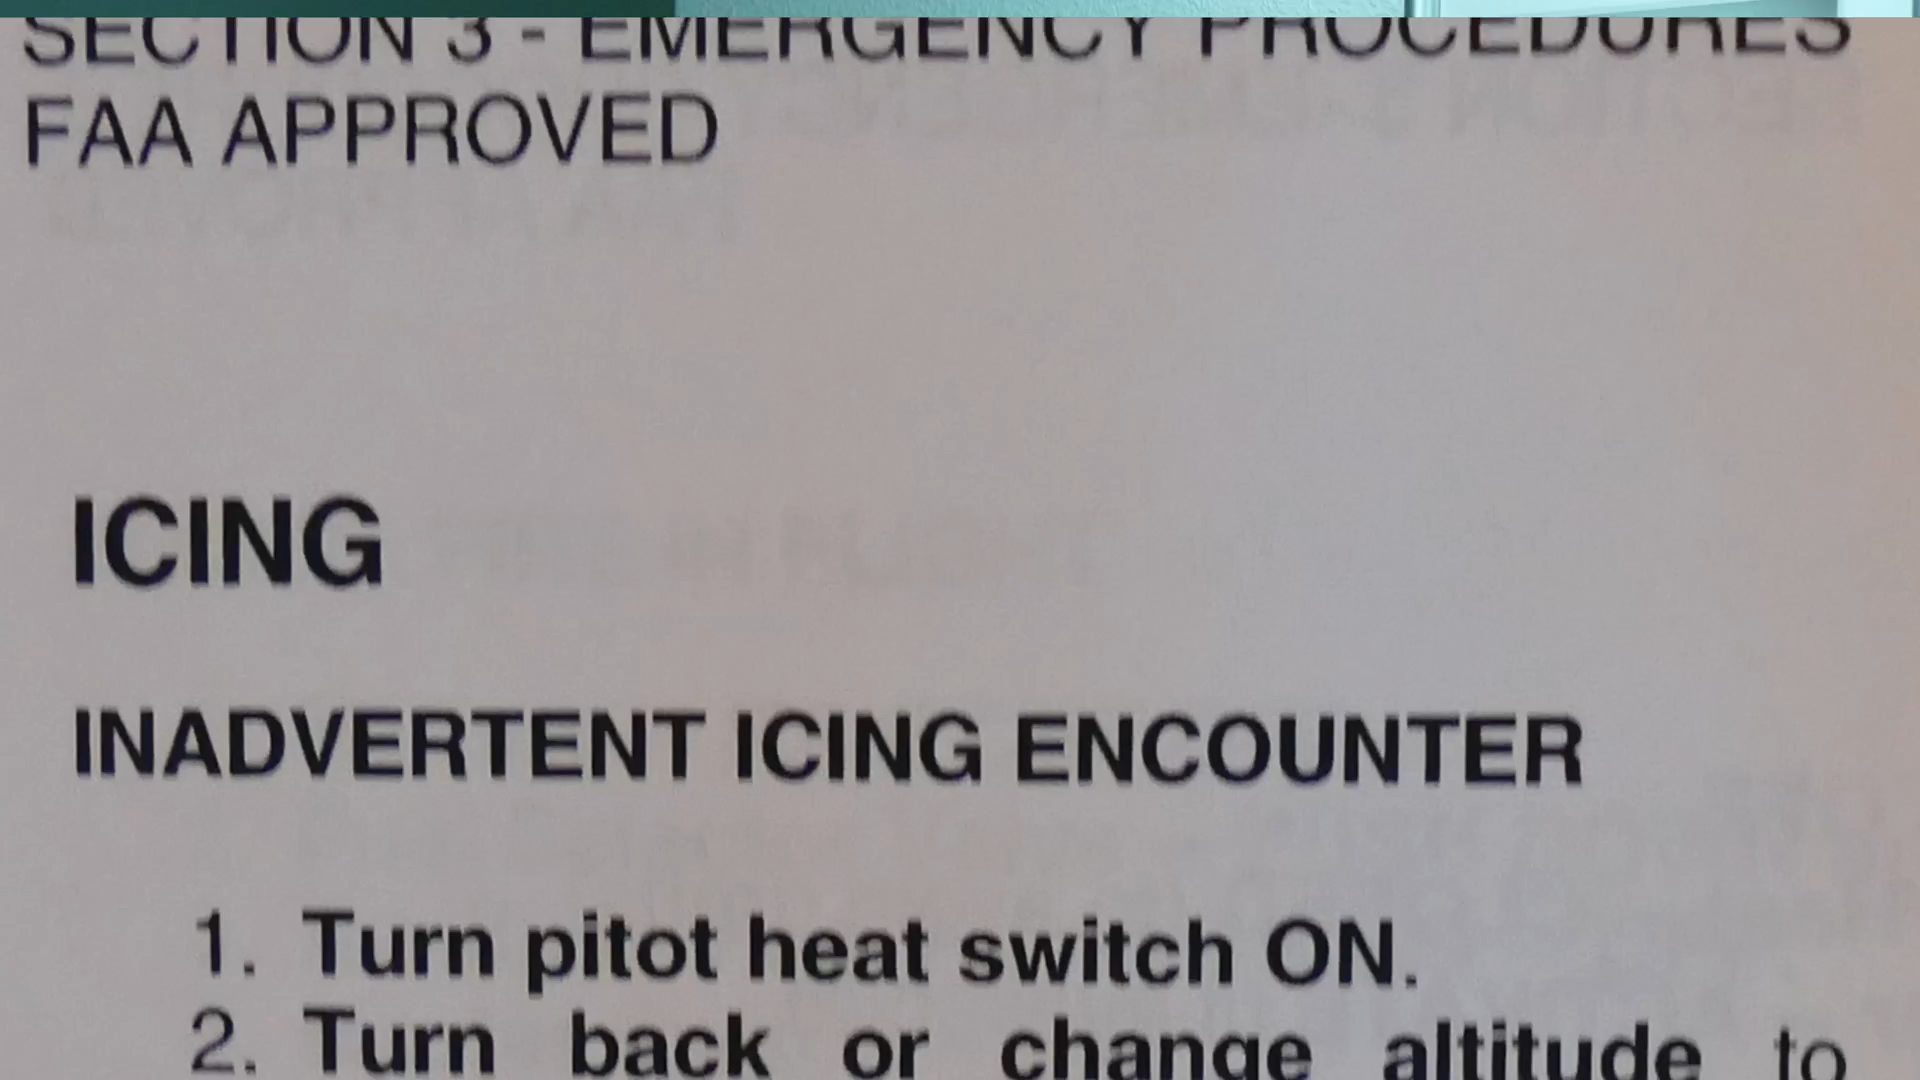 SECTION 3 - EMERGENCY PROCEDURES
FAA APPROVED
ICING
INADVERTENT ICING ENCOUNTER
1. Turn pitot heat switch ON.
2. Turn back or change altitude to